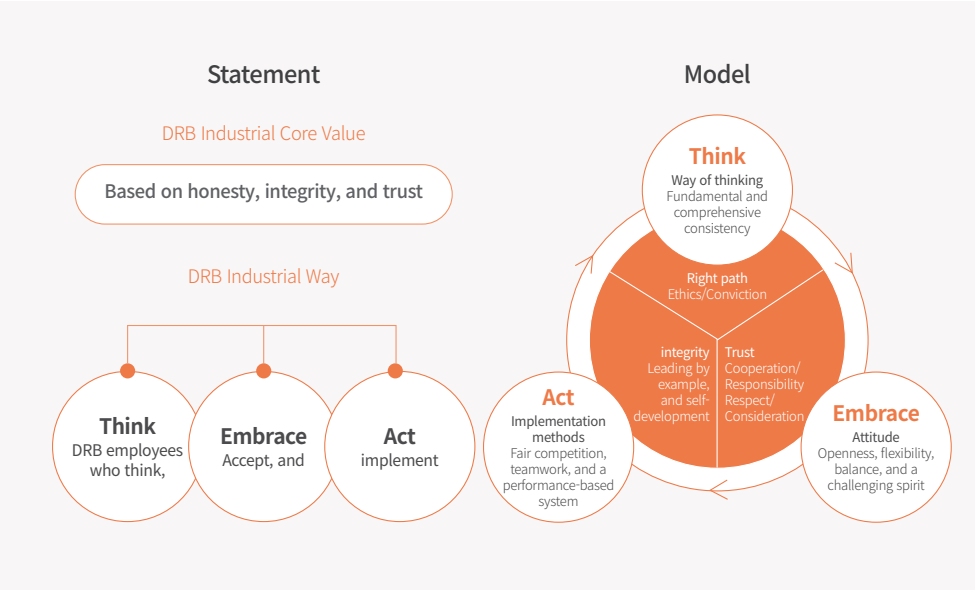 Statement
DRB Industrial Core Value
Based on honesty, integrity, and trust
DRB Industrial Way
Think
DRB employees
who think,
Embrace
Accept, and
Act
implement
Model
Think
Way of thinking
Fundamental and
comprehensive
consistency
Right path
Ethics/Conviction
integrity
Leading by
example,
and self-
development
Trust
Cooperation/
Responsibility
Respect/
Consideration
Act
Implementation
methods
Fair competition,
teamwork, and a
performance-based
system
Embrace
Attitude
Openness, flexibility,
balance, and a
challenging spirit